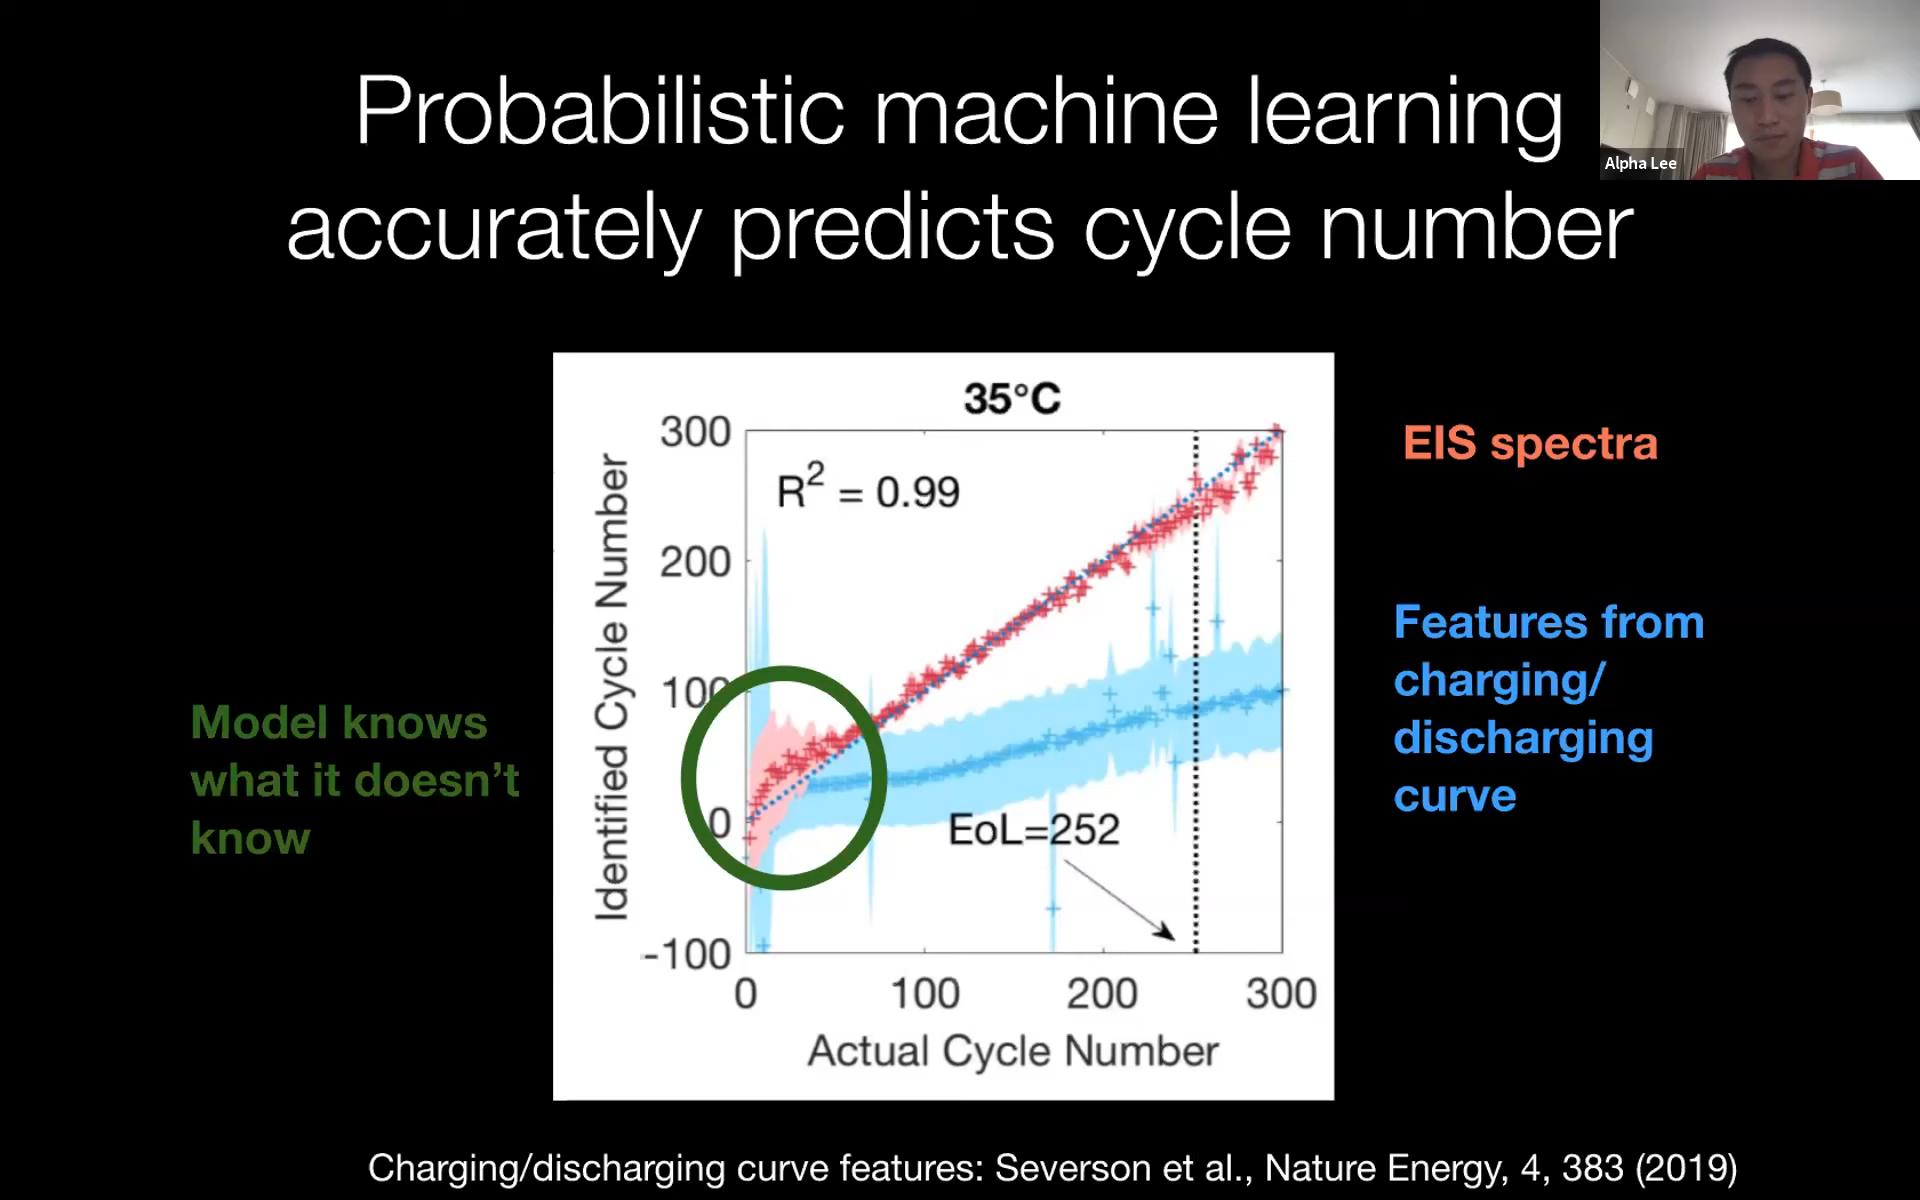 Probabilistic machine learning
accurately predicts cycle number
Alpha Lee
35°C
300
200
100
0
-100
Identified Cycle Number
R² = 0.99
EoL=252
0 100 200 300
Actual Cycle Number
EIS spectra
Features from
charging/
discharging
curve
Model knows
what it doesn't
know
Charging/discharging curve features: Severson et al., Nature Energy, 4, 383 (2019)